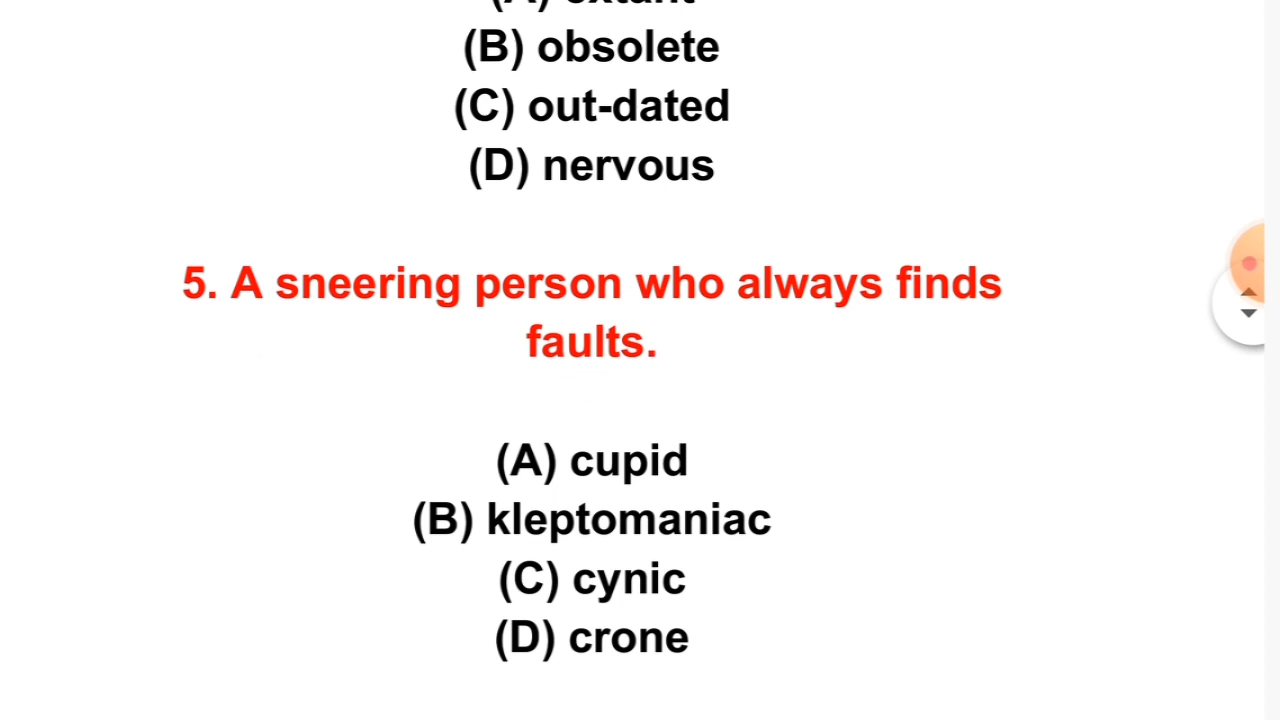 (B) obsolete
(C) out-dated
(D) nervous
5. A sneering person who always finds
faults.
(A) cupid
(B) kleptomaniac
(C) cynic
(D) crone